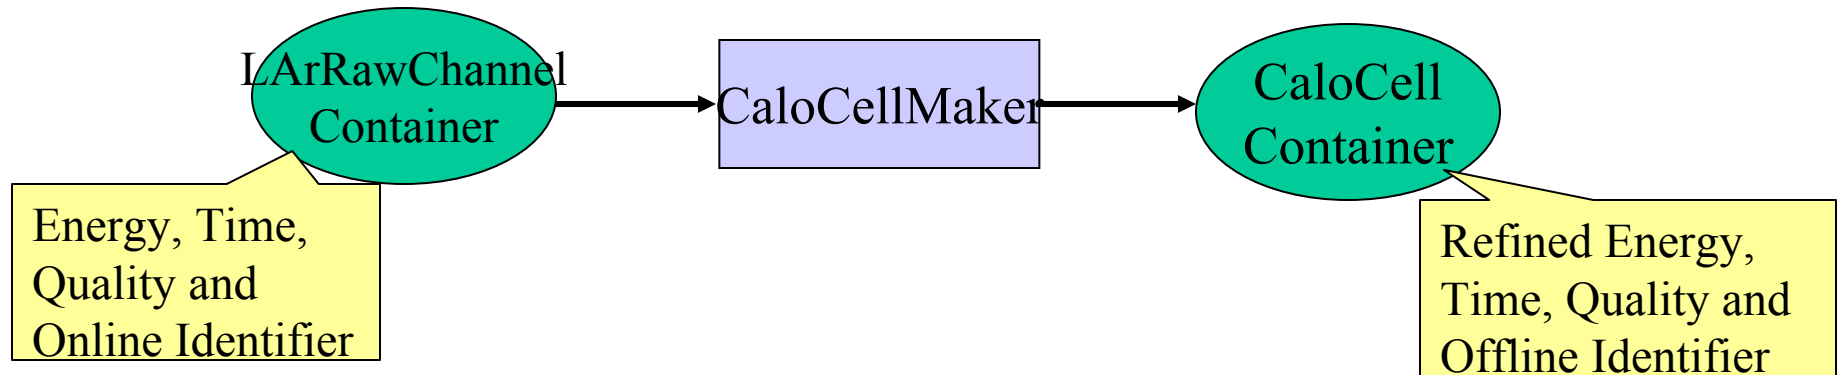 LArRawChannel
Container
CaloCellMaker
CaloCell
Container
Energy, Time,
Quality and
Online Identifier
Refined Energy,
Time, Quality and
Offline Identifier